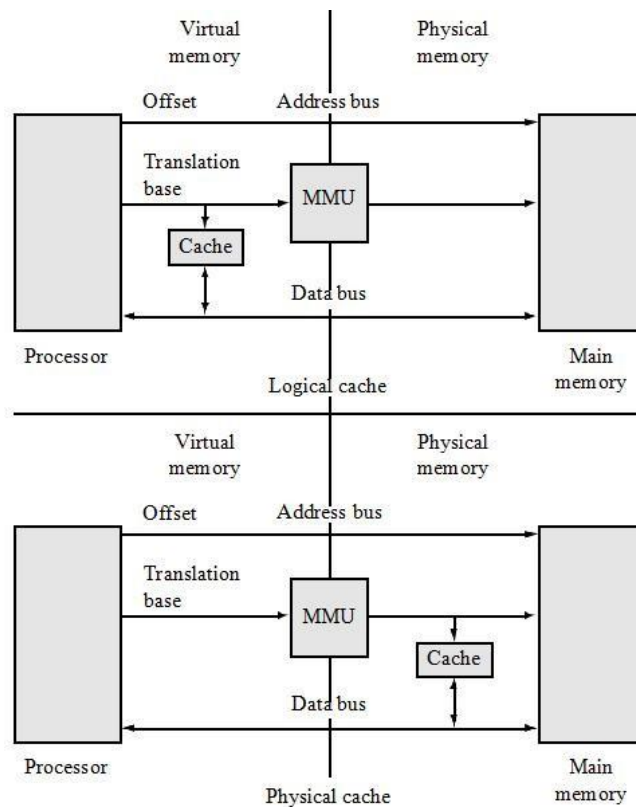 Virtual
memory
Physical
memory
Offset
Address bus
Translation
base
MMU
Cache
Data bus
Processor
Main
memory
Logical cache
Virtual
memory
Physical
memory
Offset
Address bus
Translation
base
MMU
Cache
Data bus
Processor
Main
memory
Physical cache